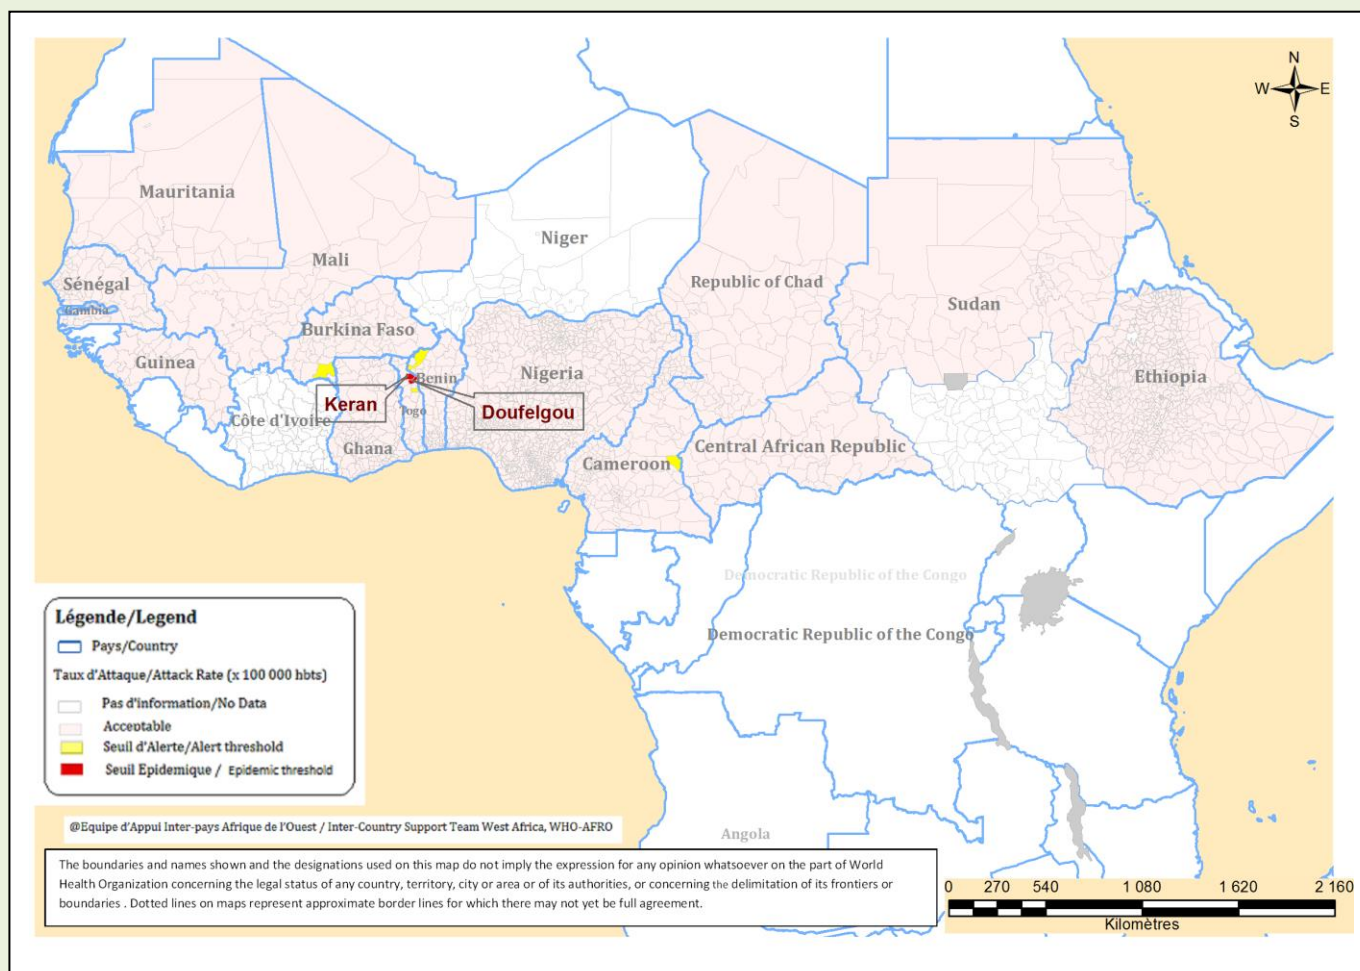 N
W E
S
Mauritania
Niger
Mali
Republic of Chad
Sénégal
Gambia
Sudan
Burkina Faso
Guinea
Nigeria
Benin
Ethiopia
Keran
Doufelgou
Togo
Côte d'Ivoire
Ghana
Central African Republic
Cameroon
Democratic Republic of the Congo
Democratic Republic of the Congo
Angola
Légende/Legend
Pays/Country
Taux d'Attaque/Attack Rate (x 100 000 hbts)
Pas d'information/No Data
Acceptable
Seuil d'Alerte/Alert threshold
Seuil Epidemique / Epidemic threshold
@Equipe d'Appui Inter-pays Afrique de l'Ouest / Inter-Country Support Team West Africa, WHO-AFRO
The boundaries and names shown and the designations used on this map do not imply the expression for any opinion whatsoever on the part of World
Health Organization concerning the legal status of any country, territory, city or area or of its authorities, or concerning the delimitation of its frontiers or
boundaries . Dotted lines on maps represent approximate border lines for which there may not yet be full agreement.
0 270 540 1 080 1 620 2 160
Kilomètres